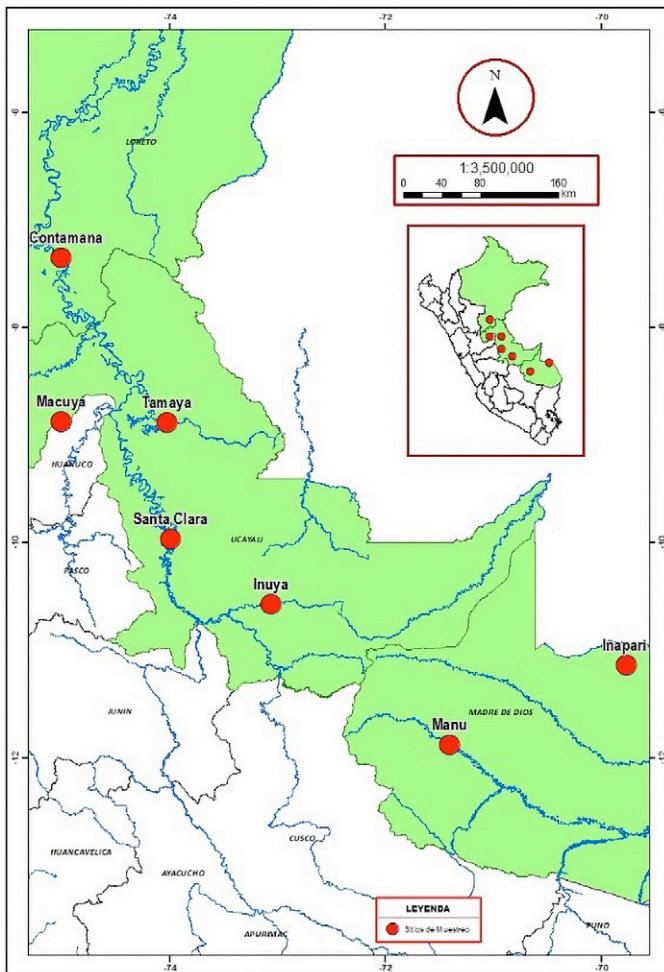 -74
-72
-70
N
1:3,500,000
0 40 80 160
km
LORETO
Contamana
-8
Macuya
Tamaya
HUANUCO
Santa Clara
-10
-10
UCAYALI
PASCO
Inuya
Inapari
JUNIN
MADRE DE DIOS
Manu
-12
-12
HUANCAVELICA
CUSCO
AYACUCHO
LEYENDA
Sitios de Muestreo
APURIMAC
PUNO
-74
-72
-70